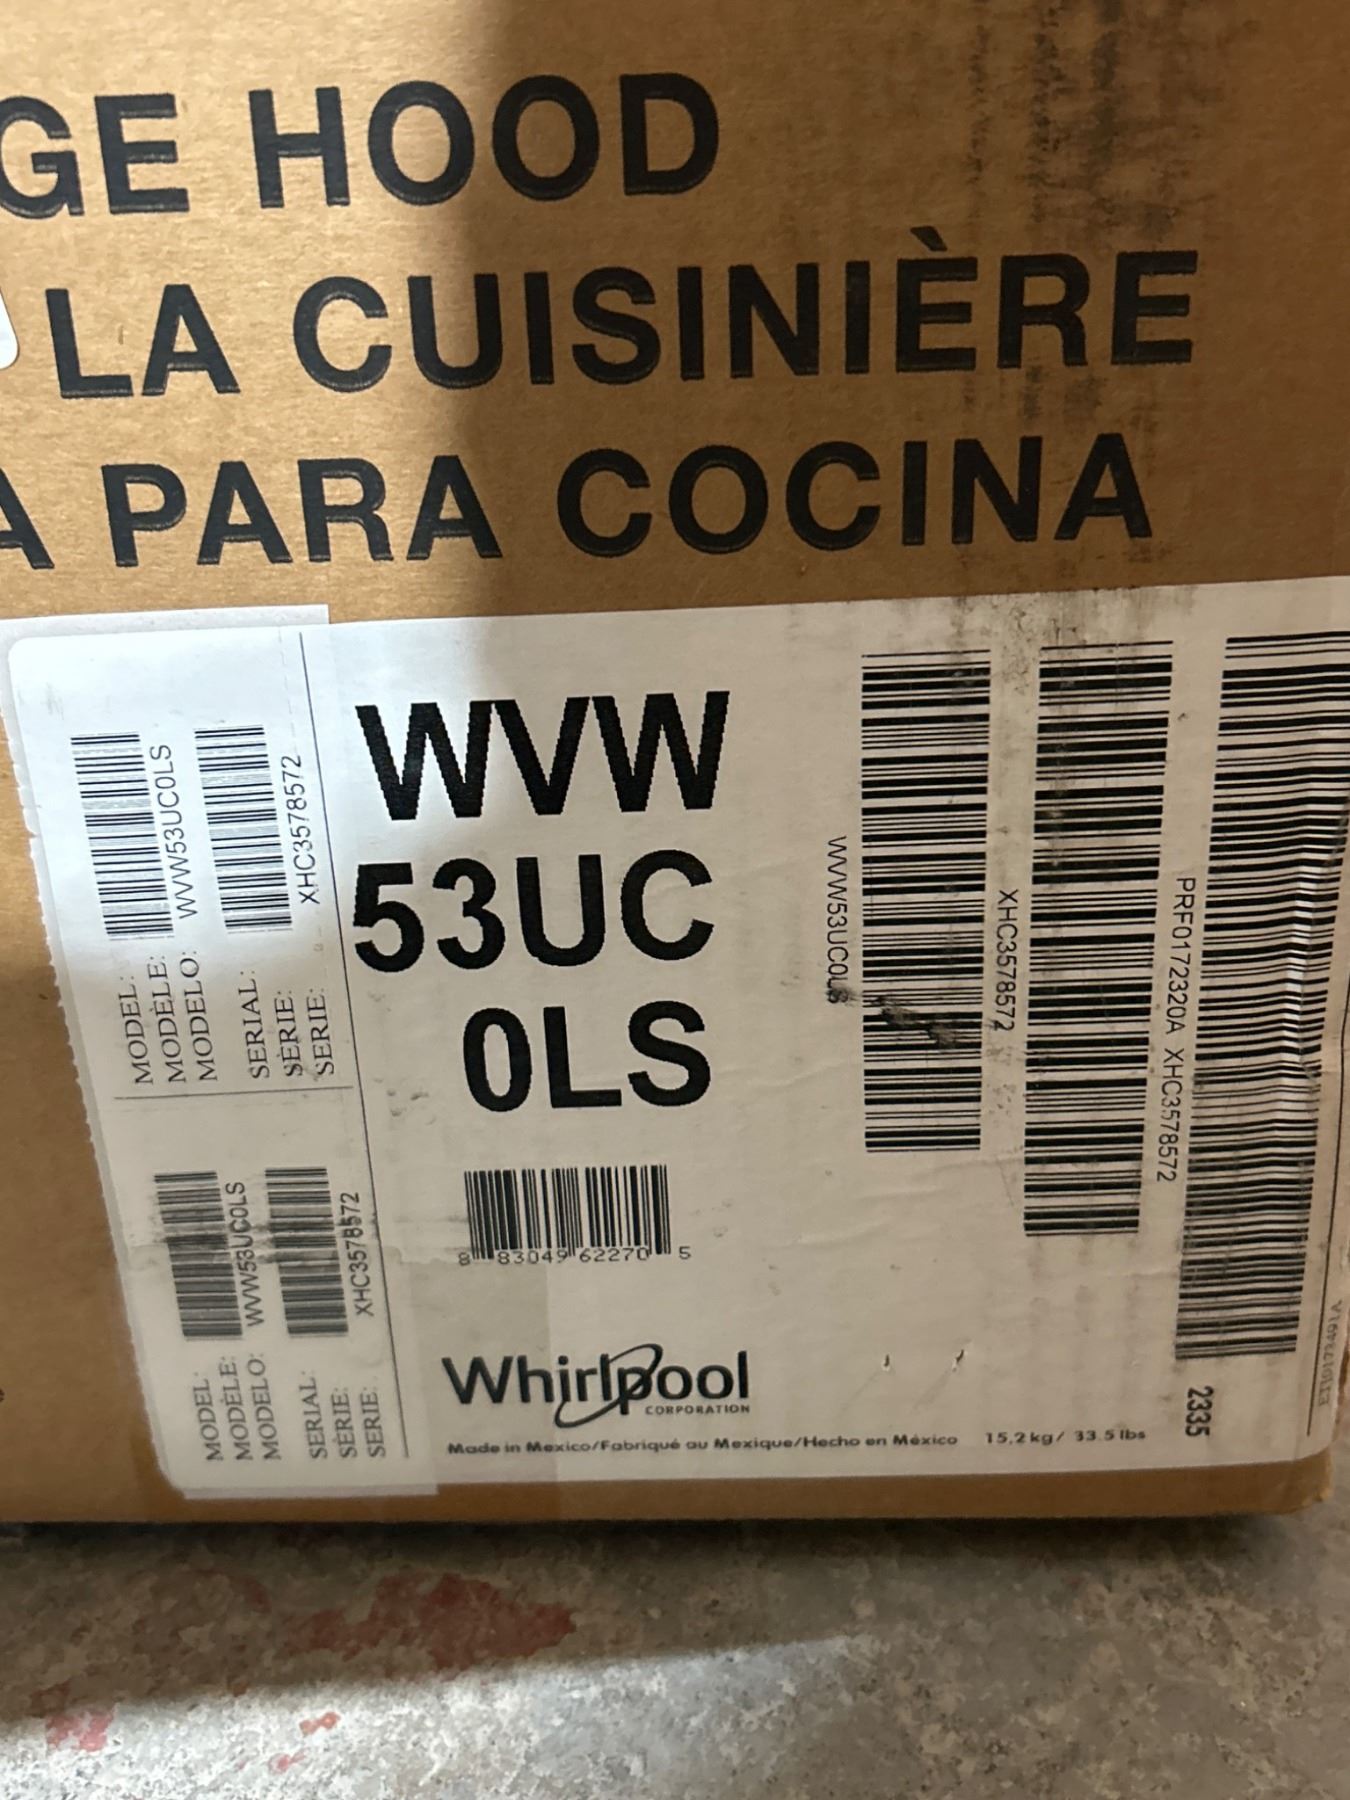 GE HOOD
LA CUISINIÈRE
A PARA COCINA
MODEL:
MODÈLE:
MODELO:
WVW53UC0LS
SERIAL:
SÈRIE:
SERIE:
XHC3578572
MODEL:
MODÈLE:
MODELO:
WVW53UC0LS
SERIAL:
SÈRIE:
SERIE:
XHC3578572
WVW
53UC
0LS
8 83049 62270 5
Whirlpool
CORPORATION
Made in Mexico/Fabriqué au Mexique/Hecho en México 15,2 kg/ 33.5 lbs
WVW53UC0LS
XHC3578572
PRF0172320A XHC3578572
2335